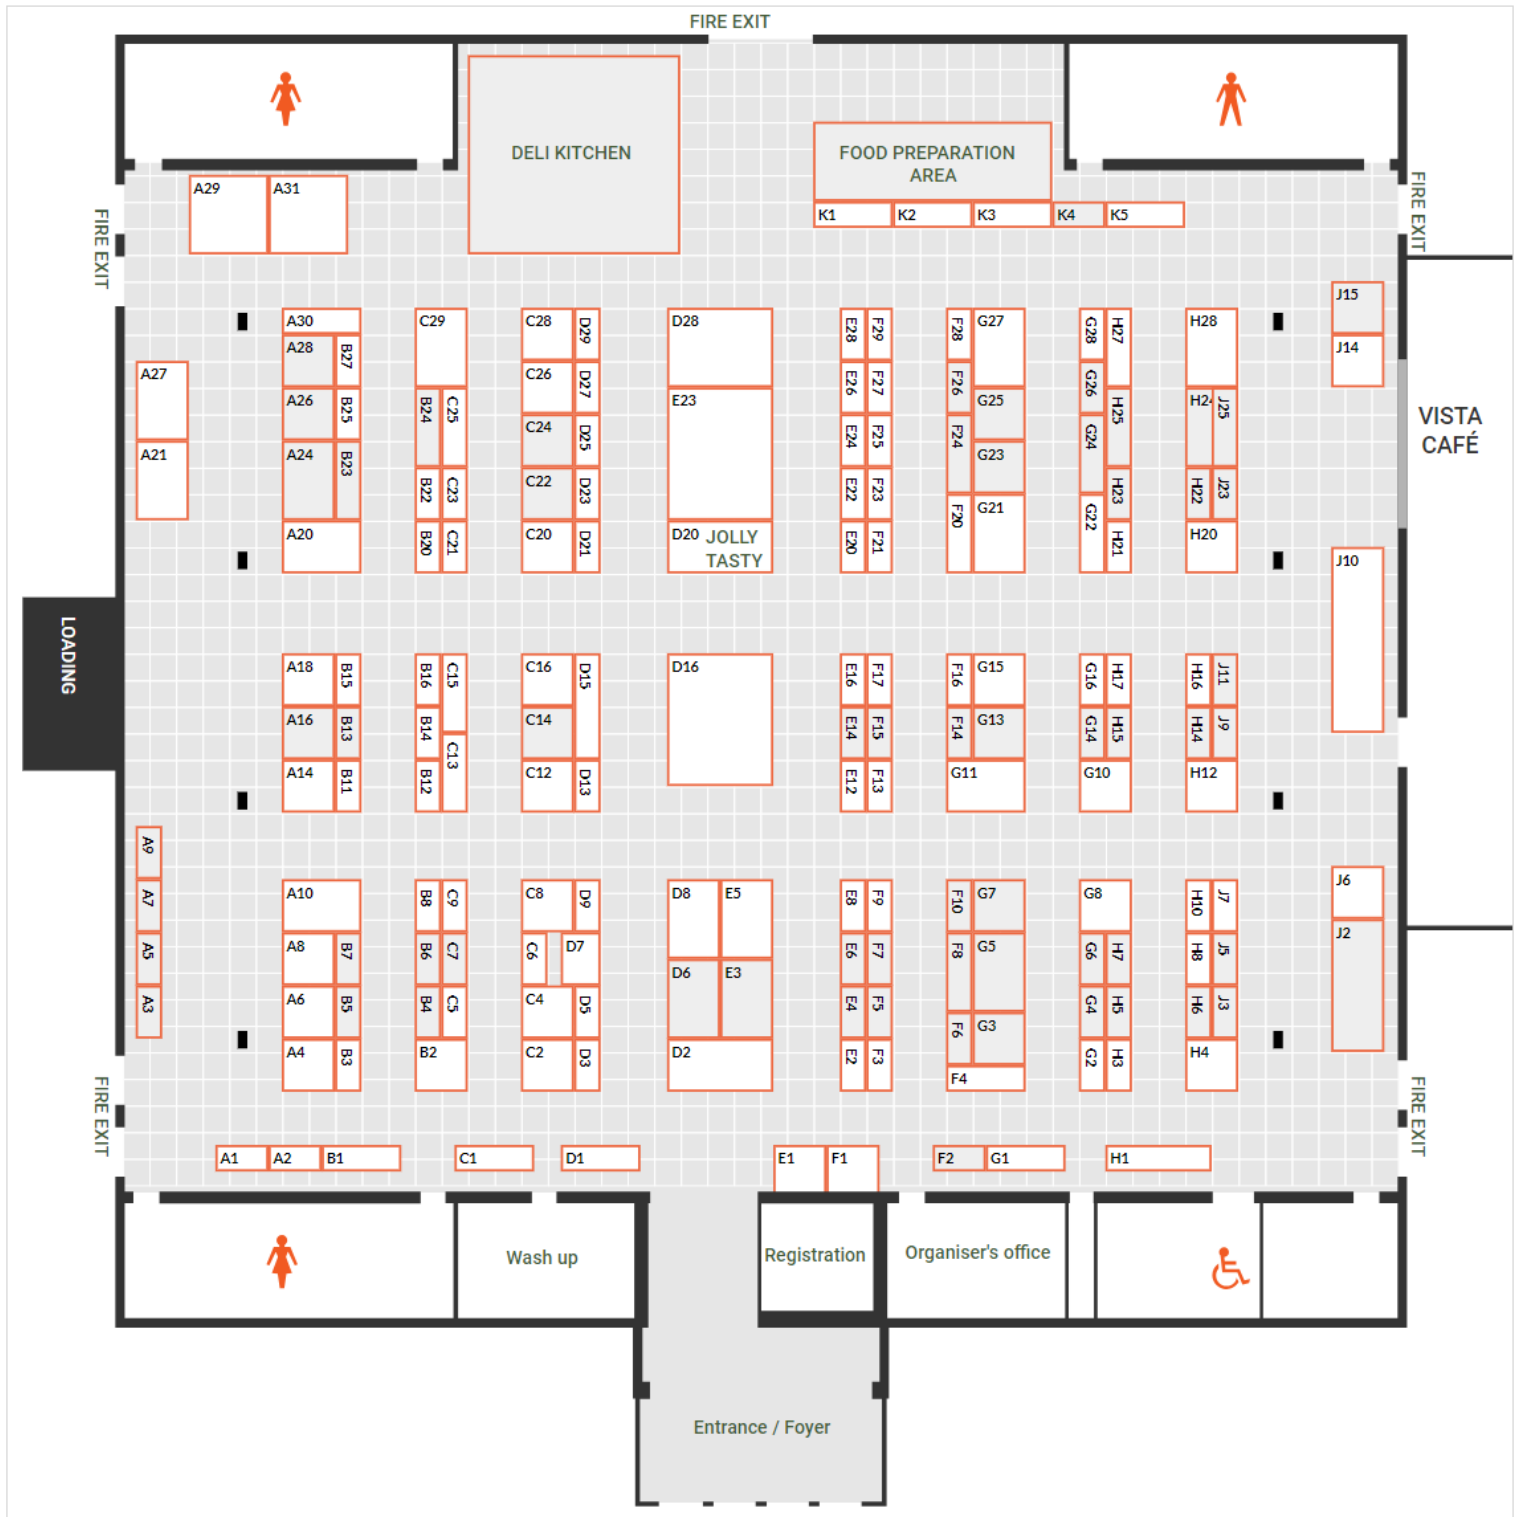 FIRE EXIT
DELI KITCHEN
FOOD PREPARATION
AREA
A29 A31
K1 K2 K3 K4 K5
FIRE EXIT
FIRE EXIT
J15
J14
A30 C29 C28 D29 D28 E28 F29 F28 G27 G28 H27 H28
A28 B27
A27 C26 D27 E26 F27 F26 G26
A26 B25 B24 C25 E23 G25 H25 H24 J25
VISTA
CAFÉ
C24 D25 E24 F25 F24 G24
A21 A24 B23 G23
B22 C23 C22 D23 E22 F23 H23 H22 J23
F20 G21 G22
A20 B20 C21 C20 D21 D20 E20 F21 H21 H20
JOLLY
TASTY
J10
LOADING
A18 B15 B16 C15 C16 D15 D16 E16 F17 F16 G15 G16 H17 H16 J11
A16 B13 B14 C14 E14 F15 F14 G13 G14 H15 H14 J9
C13
A14 B11 B12 C12 D13 E12 F13 G11 G10 H12
A9
J6
A7 A10 B8 C9 C8 D9 D8 E5 E8 F9 F10 G7 G8 H10 J7
J2
A5 A8 B7 B6 C7 C6 D7 E6 F7 F8 G5 G6 H7 H8 J5
D6 E3
A3 A6 B5 B4 C5 C4 D5 E4 F5 G4 H5 H6 J3
F6 G3
A4 B3 B2 C2 D3 D2 E2 F3 G2 H3 H4
F4
FIRE EXIT
FIRE EXIT
A1 A2 B1 C1 D1 E1 F1 F2 G1 H1
Wash up
Registration
Organiser's office
Entrance / Foyer